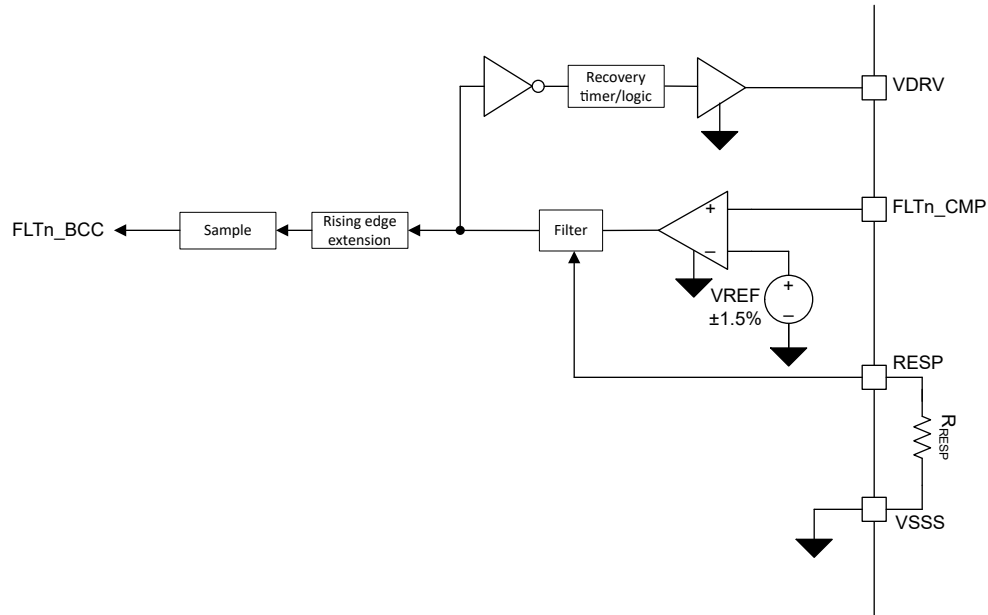 Recovery
timer/logic
VDRV
FLTn_CMP
+
–
FLTn_BCC
Sample
Rising edge
extension
Filter
VREF
±1.5%
+
–
RESP
RRESP
VSSS